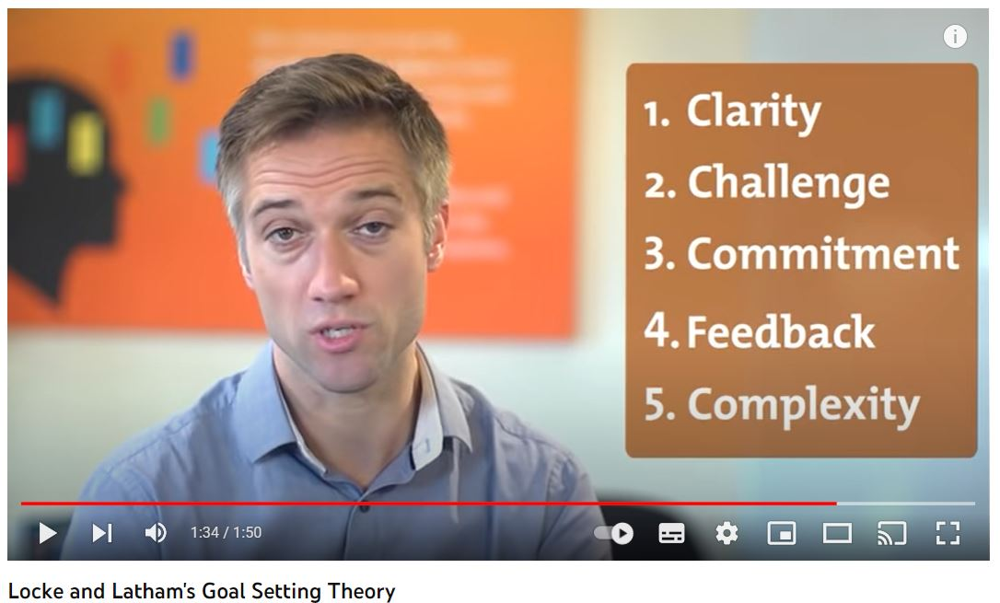 1. Clarity
2. Challenge
3. Commitment
4. Feedback
5. Complexity
1:34 / 1:50
Locke and Latham's Goal Setting Theory